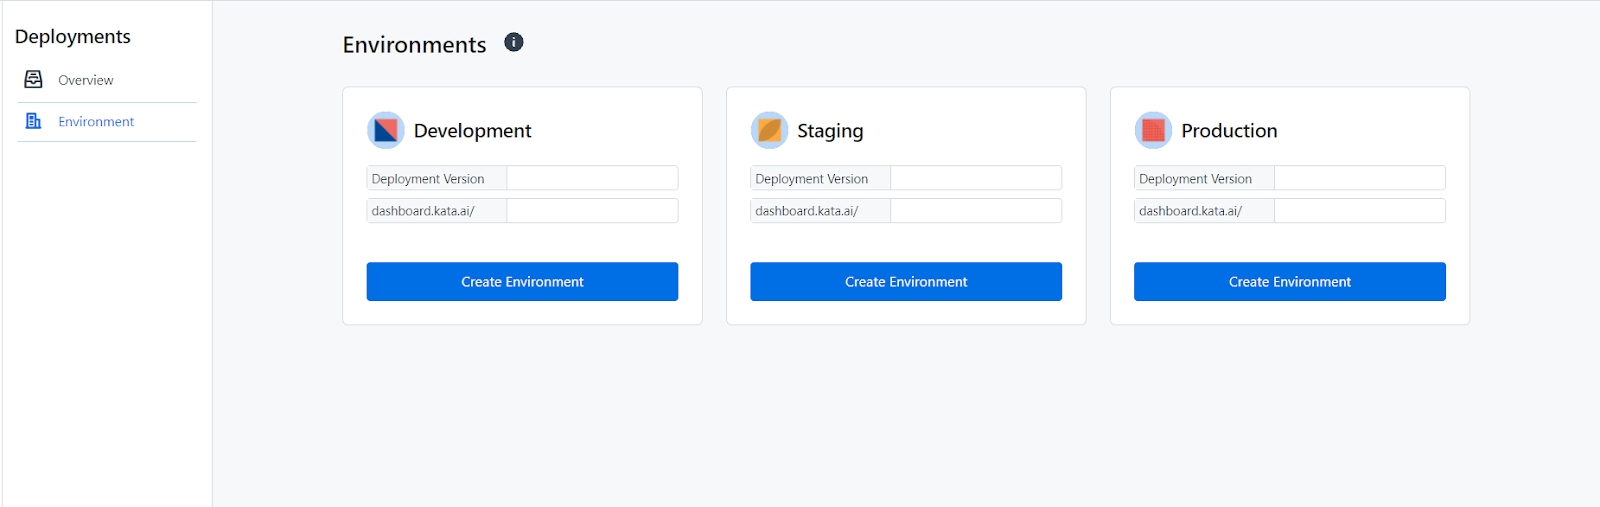 Deployments
Overview
Environment
Environments
Development
Deployment Version
dashboard.kata.ai/
Create Environment
Staging
Deployment Version
dashboard.kata.ai/
Create Environment
Production
Deployment Version
dashboard.kata.ai/
Create Environment